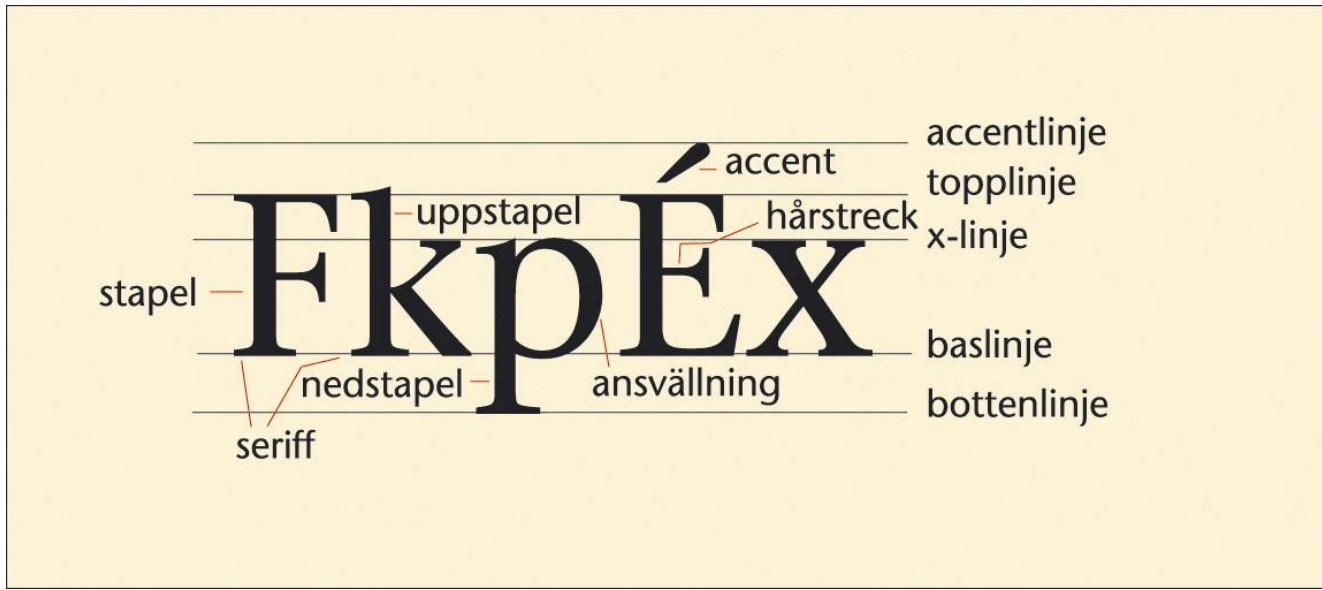 accentlinje
accent
topplinje
uppstapel
hårstreck
x-linje
FkpÉx
stapel
baslinje
nedstapel
ansvällning
bottenlinje
seriff